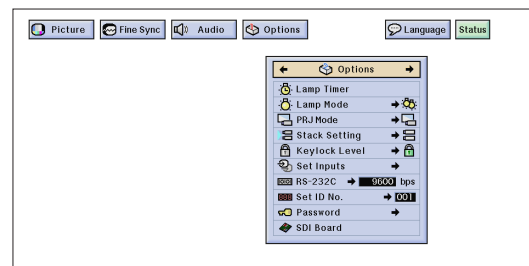 Picture Fine Sync Audio Options Language Status
Options
Lamp Timer
Lamp Mode
PRJ Mode
Stack Setting
Keylock Level
Set Inputs
RS-232C 9600 bps
Set ID No. 001
Password
SDI Board